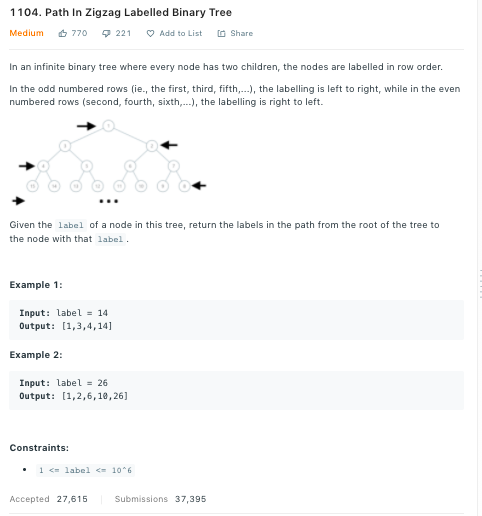 1104. Path In Zigzag Labelled Binary Tree
Medium 770 221 Add to List Share
In an infinite binary tree where every node has two children, the nodes are labelled in row order.
In the odd numbered rows (ie., the first, third, fifth,...), the labelling is left to right, while in the even
numbered rows (second, fourth, sixth,...), the labelling is right to left.
Given the label of a node in this tree, return the labels in the path from the root of the tree to
the node with that label.
Example 1:
Input: label = 14
Output: [1,3,4,14]
Example 2:
Input: label = 26
Output: [1,2,6,10,26]
Constraints:
1 <= label <= 10^6
Accepted 27,615 Submissions 37,395